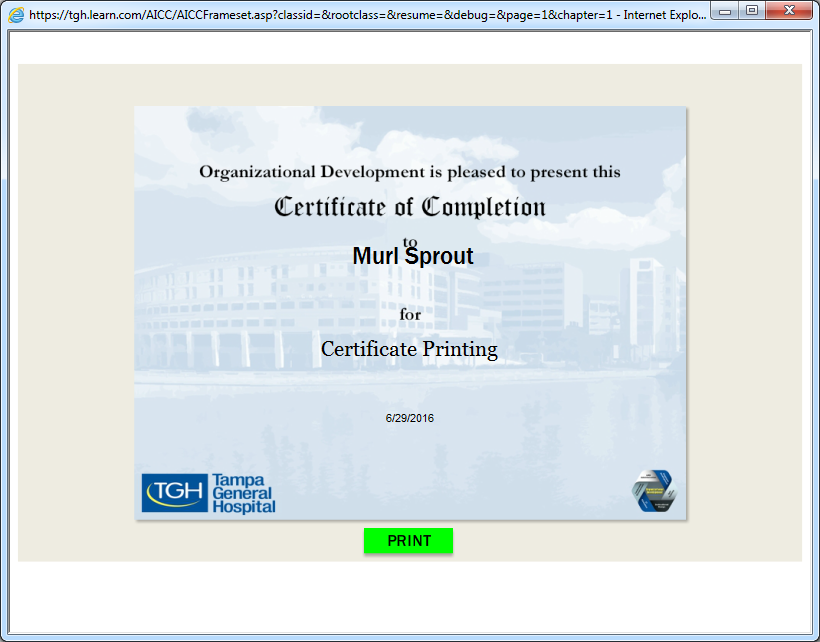 https://tgh.learn.com/AICC/AICCFrameset.asp?classid=&rootclass=&resume=&debug=&page=1&chapter=1 - Internet Explo...
Organizational Development is pleased to present this
Certificate of Completion
to
Murl Sprout
for
Certificate Printing
6/29/2016
TGH
Tampa
General
Hospital
PRINT